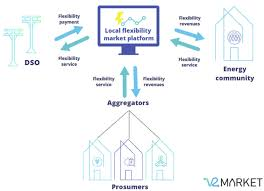 Flexibility
payment
Flexibility
revenues
Local flexibility
market platform
DSO
Flexibility
service
Flexibility
service
Energy
community
Flexibility
service
Flexibility
revenues
Aggregators
Prosumers
V2MARKET